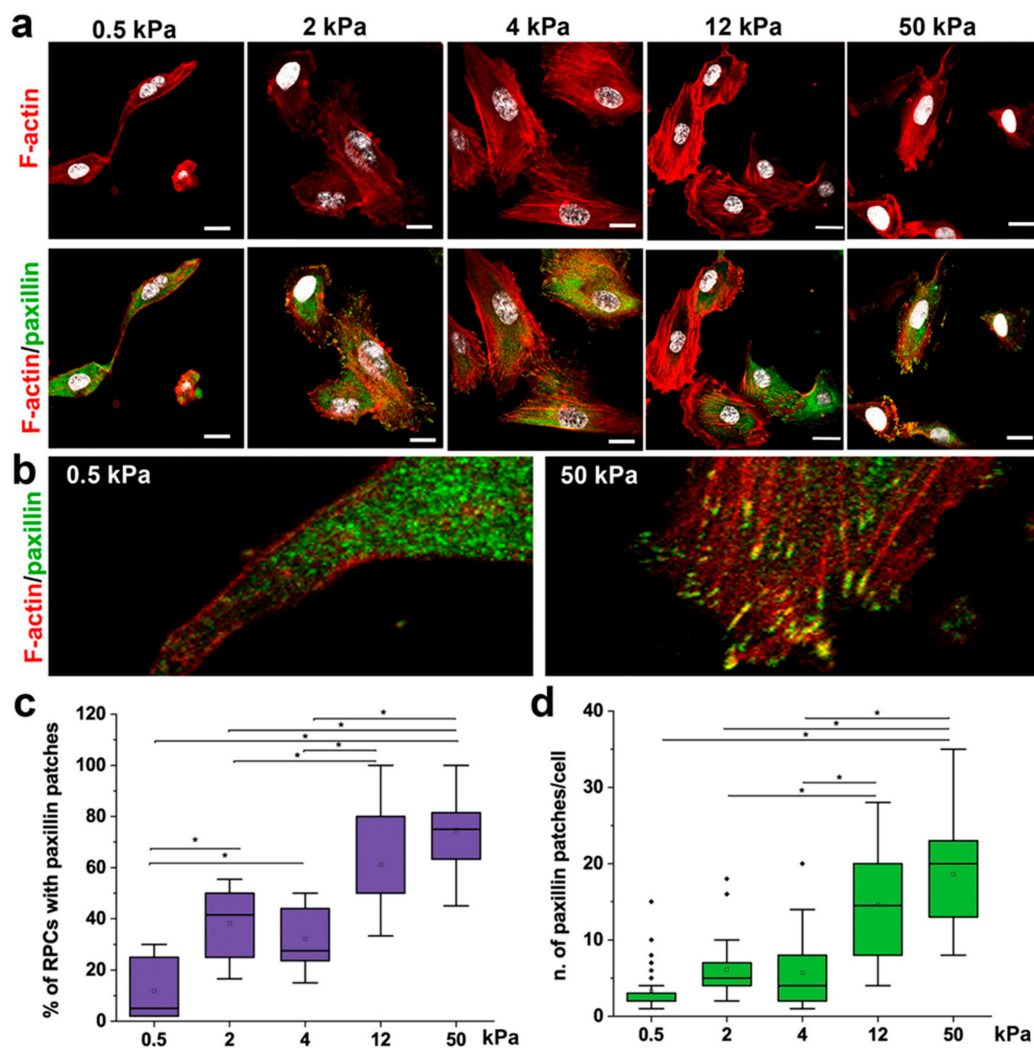 a
0.5 kPa 2 kPa 4 kPa 12 kPa 50 kPa
F-actin
F-actin/paxillin
b
0.5 kPa 50 kPa
F-actin/paxillin
c
% of RPCs with paxillin patches
120
100
80
60
40
20
0
* * * * * * *
0.5 2 4 12 50 kPa
d
n. of paxillin patches/cell
40
30
20
10
0
* * * * *
0.5 2 4 12 50 kPa